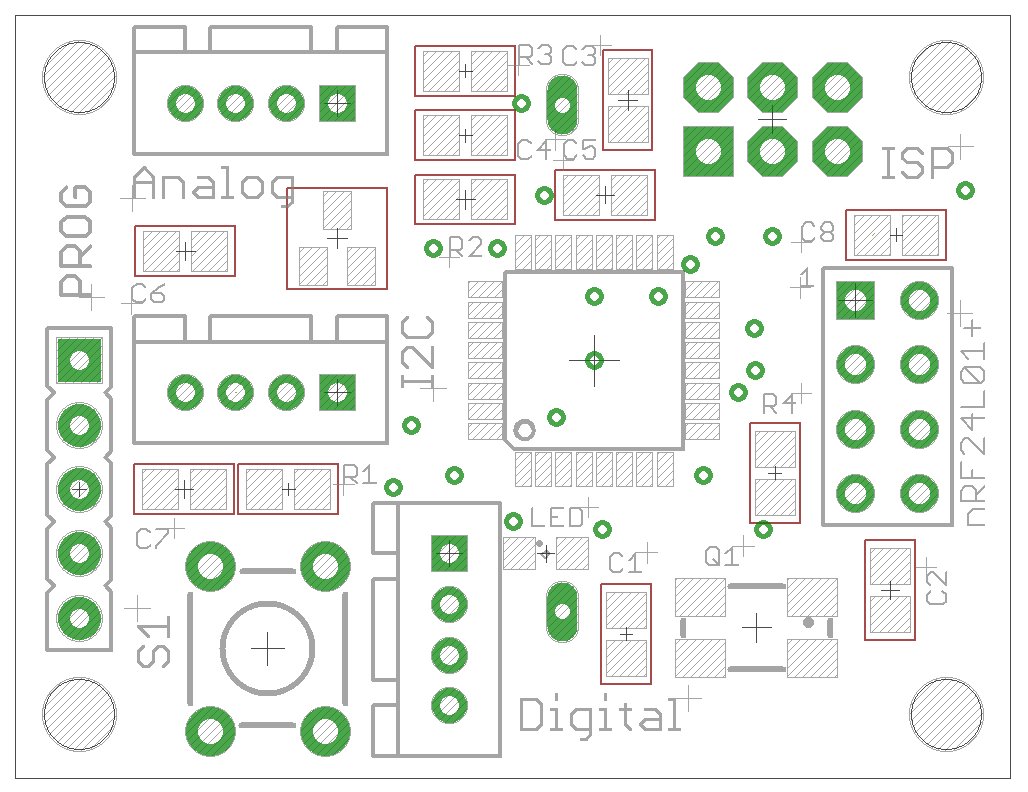 R3
C3
C4
C5
ISP
Analog
PROG
R2
C8
C6
1
I2C
R4
nRF24L01+
R1
LED
C7
C1
Q1
C2
S1
Digital